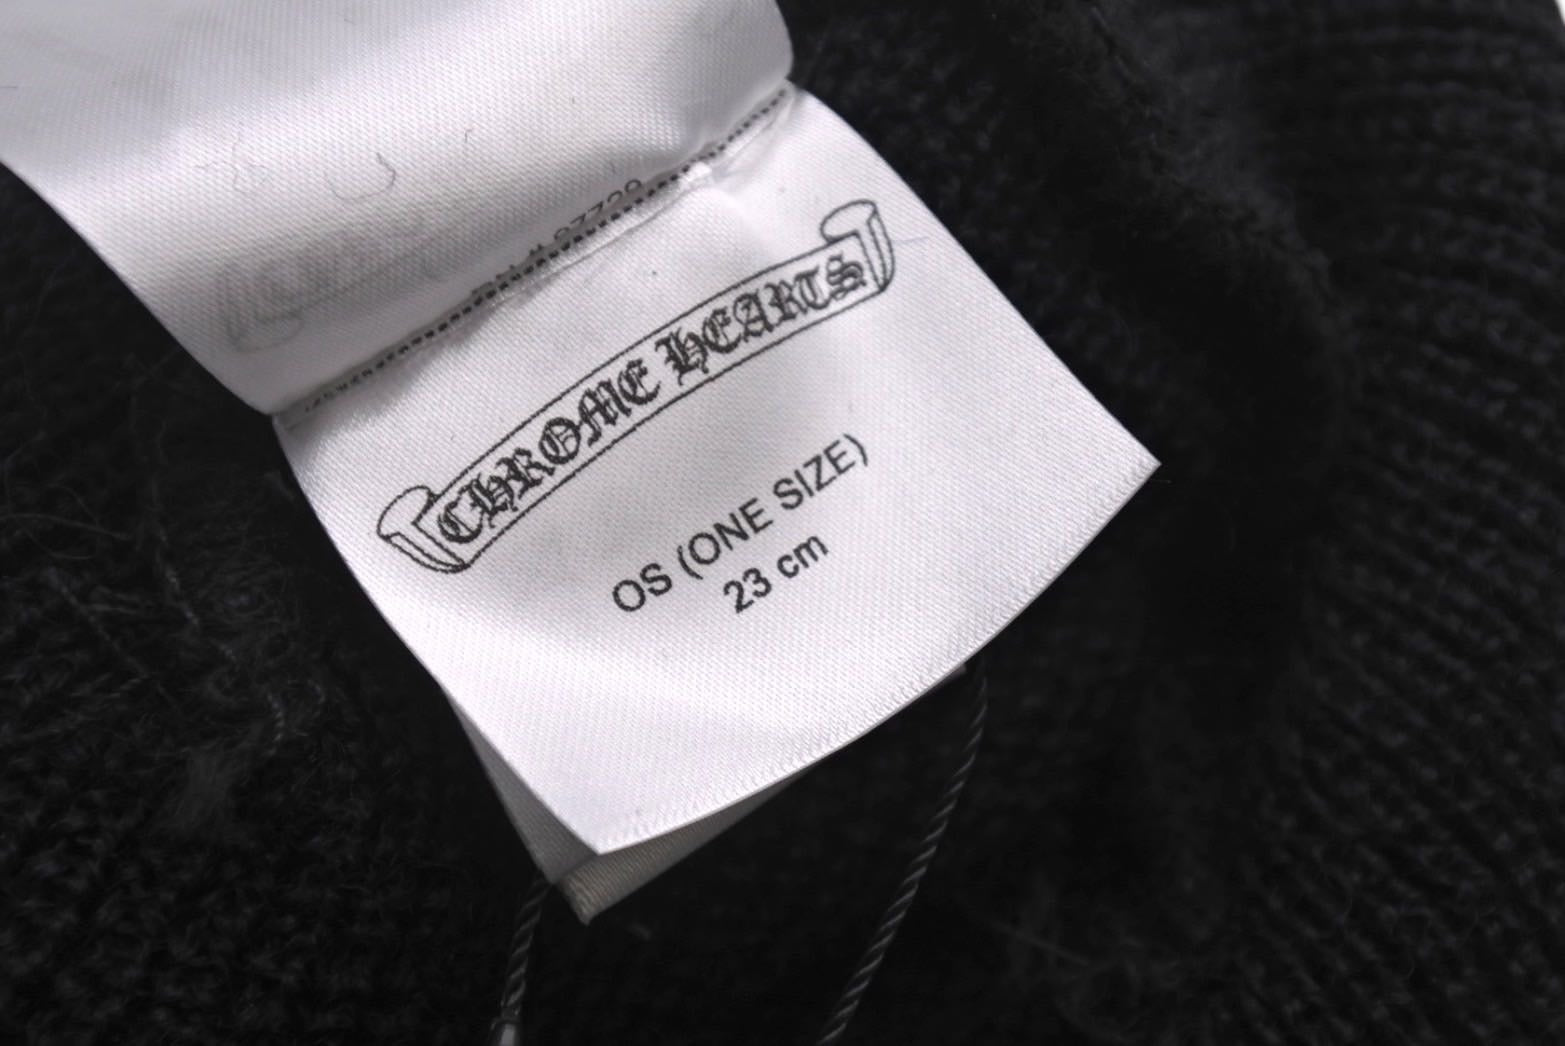 CHROME HEARTS
OS (ONE SIZE)
23 cm